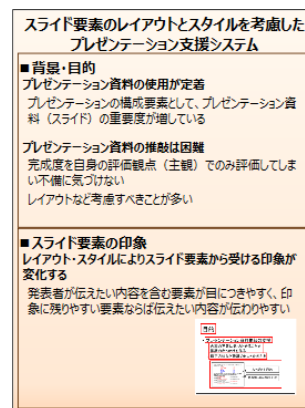 スライド要素のレイアウトとスタイルを考慮した
プレゼンテーション支援システム
■背景・目的
プレゼンテーション資料の使用が定着
プレゼンテーションの構成要素として、プレゼンテーション資
料（スライド）の重要度が増している
プレゼンテーション資料の推敲は困難
完成度を自身の評価観点（主観）でのみ評価してしま
い不備に気づけない
レイアウトなど考慮すべきことが多い
■スライド要素の印象
レイアウト・スタイルによりスライド要素から受ける印象が
変化する
発表者が伝えたい内容を含む要素が目につきやすく、印
象に残りやすい要素ならば伝えたい内容が伝わりやすい
目的